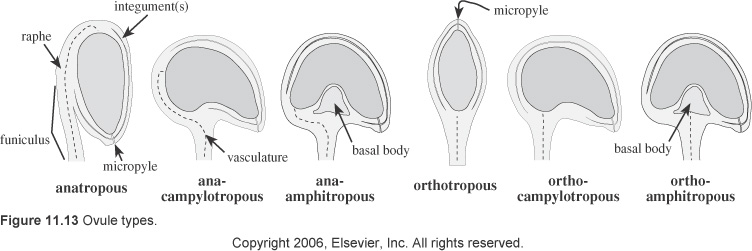 integument(s)
raphe
funiculus
micropyle
anatropous
vasculature
ana-
campylotropous
basal body
ana-
amphitropous
micropyle
orthotropous
ortho-
campylotropous
basal body
ortho-
amphitropous
Figure 11.13 Ovule types.
Copyright 2006, Elsevier, Inc. All rights reserved.